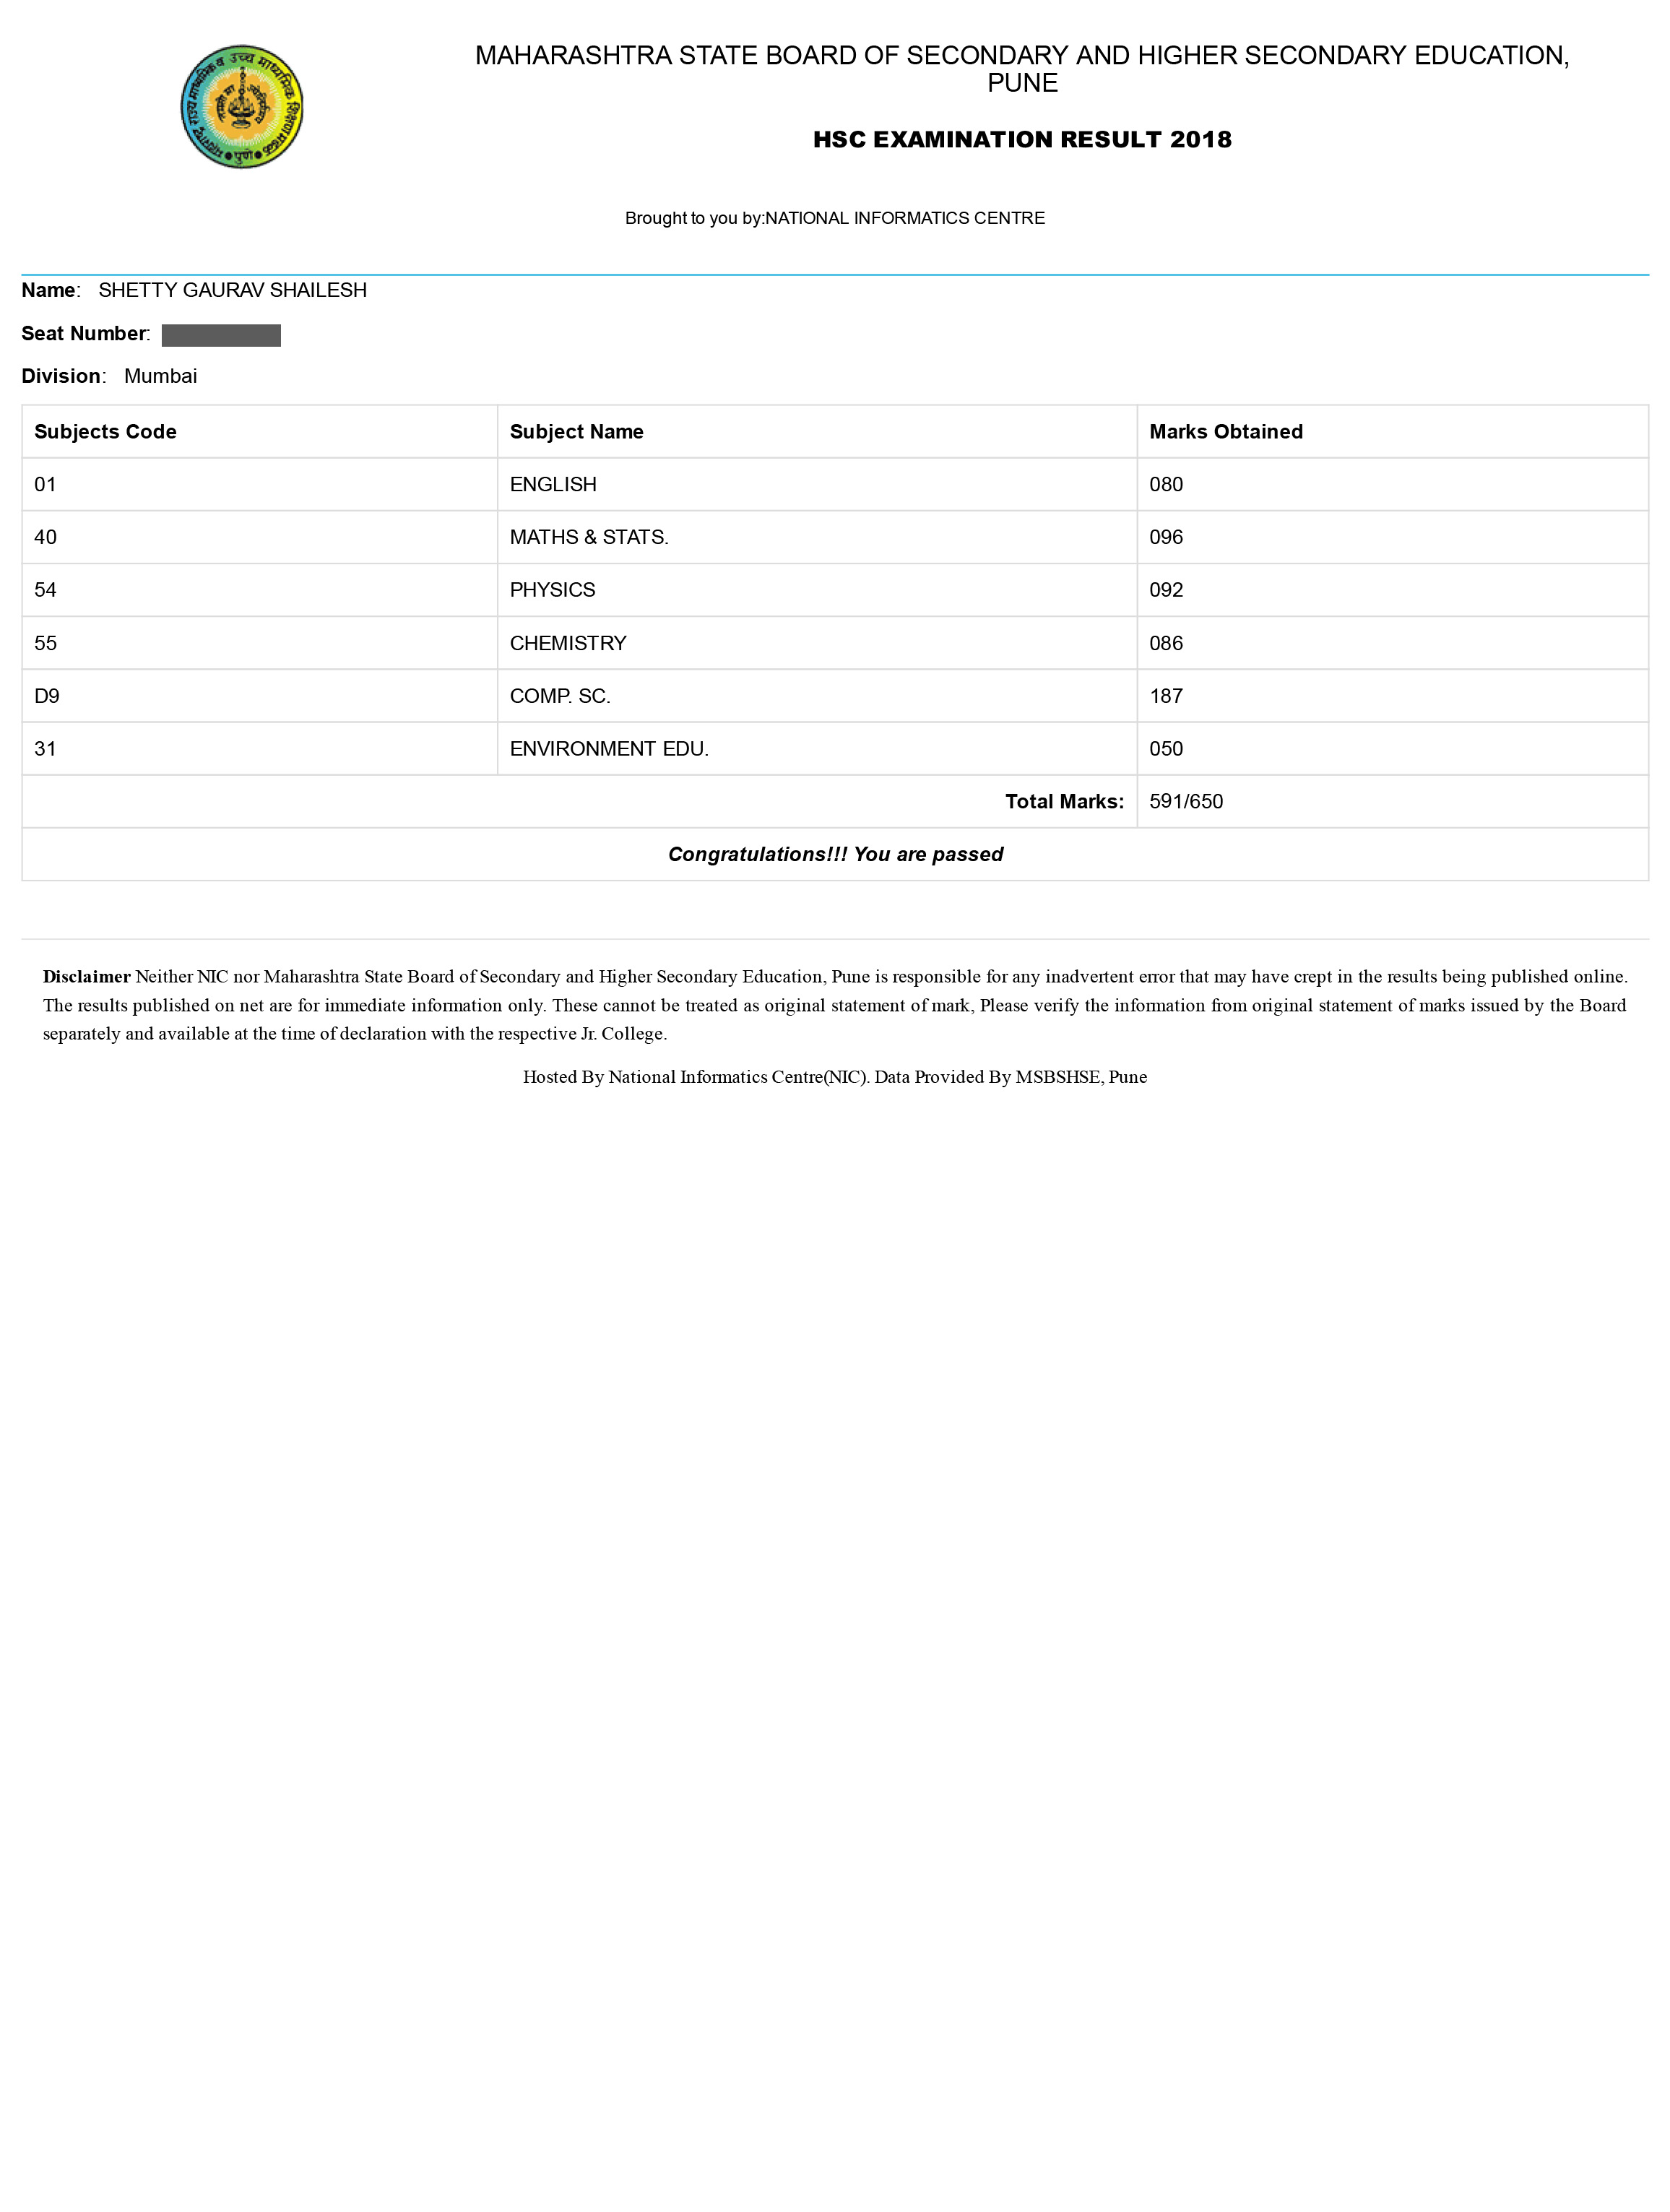 महाराष्ट्र राज्य माध्यमिक व उच्च माध्यमिक शिक्षण मंडळ
पुणे
MAHARASHTRA STATE BOARD OF SECONDARY AND HIGHER SECONDARY EDUCATION,
PUNE
HSC EXAMINATION RESULT 2018
Brought to you by:NATIONAL INFORMATICS CENTRE
Name: SHETTY GAURAV SHAILESH
Seat Number:
Division: Mumbai
Subjects Code Subject Name Marks Obtained
01 ENGLISH 080
40 MATHS & STATS. 096
54 PHYSICS 092
55 CHEMISTRY 086
D9 COMP. SC. 187
31 ENVIRONMENT EDU. 050
Total Marks: 591/650
Congratulations!!! You are passed
Disclaimer Neither NIC nor Maharashtra State Board of Secondary and Higher Secondary Education, Pune is responsible for any inadvertent error that may have crept in the results being published online.
The results published on net are for immediate information only. These cannot be treated as original statement of mark, Please verify the information from original statement of marks issued by the Board
separately and available at the time of declaration with the respective Jr. College.
Hosted By National Informatics Centre(NIC). Data Provided By MSBSHSE, Pune